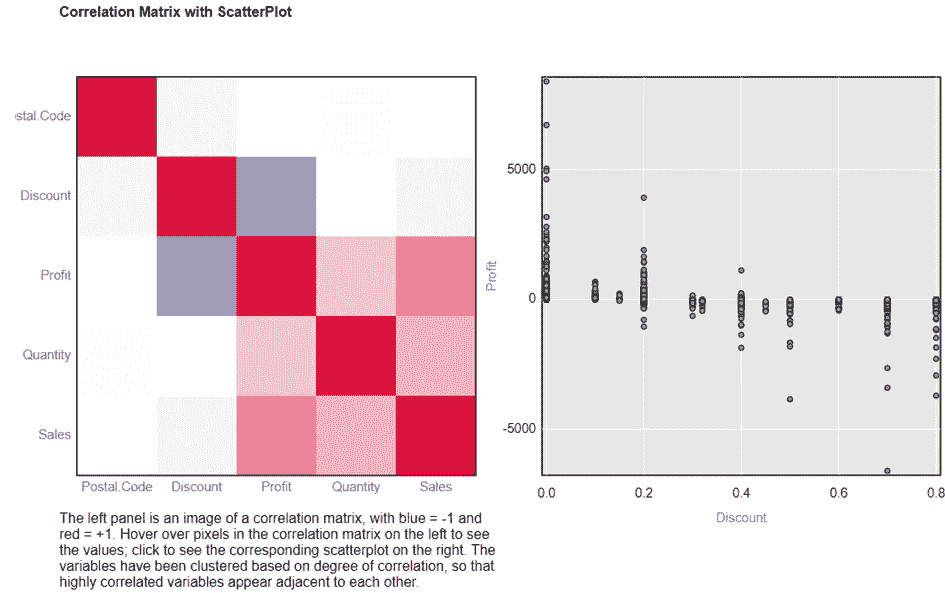 Correlation Matrix with ScatterPlot
stal.Code
Discount
Profit
Quantity
Sales
Postal.Code Discount Profit Quantity Sales
The left panel is an image of a correlation matrix, with blue = -1 and
red = +1. Hover over pixels in the correlation matrix on the left to see
the values; click to see the corresponding scatterplot on the right. The
variables have been clustered based on degree of correlation, so that
highly correlated variables appear adjacent to each other.
Profit
5000
0
-5000
0.0 0.2 0.4 0.6 0.8
Discount